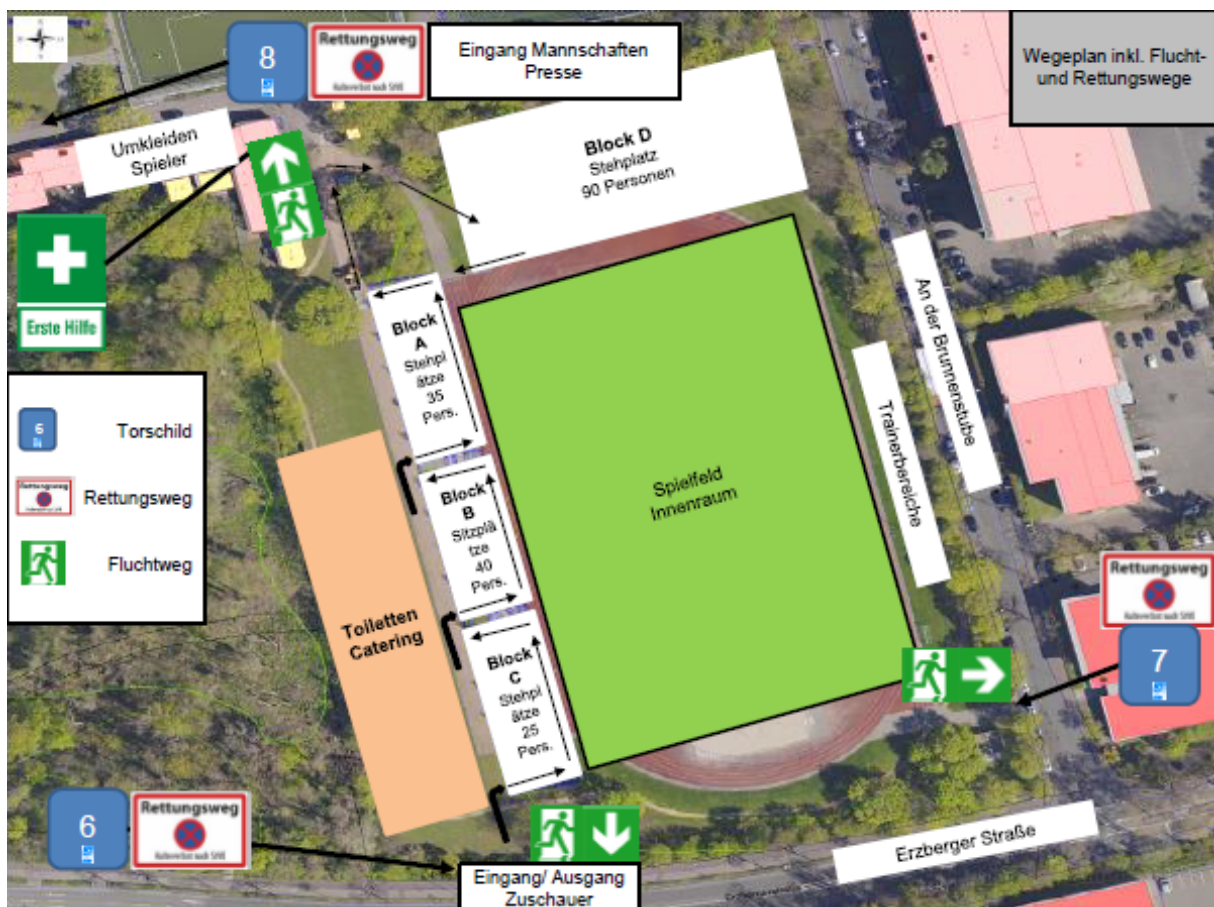 8
Rettungsweg
Eingang Mannschaften
Presse
Wegeplan inkl. Flucht-
und Rettungswege
Umkleiden
Spieler
Block D
Stehplatz
90 Personen
Erste Hilfe
Block
A
Stehpl
ätze
35
Pers.
An der Brunnenstube
6
Torschild
Rettungsweg
Rettungsweg
Fluchtweg
Block
B
Sitzplä
tze
40
Pers.
Spielfeld
Innenraum
Trainerbereiche
Toiletten
Catering
Block
C
Stehpl
ätze
25
Pers.
Rettungsweg
7
6
Rettungsweg
Erzberger Straße
Eingang/ Ausgang
Zuschauer